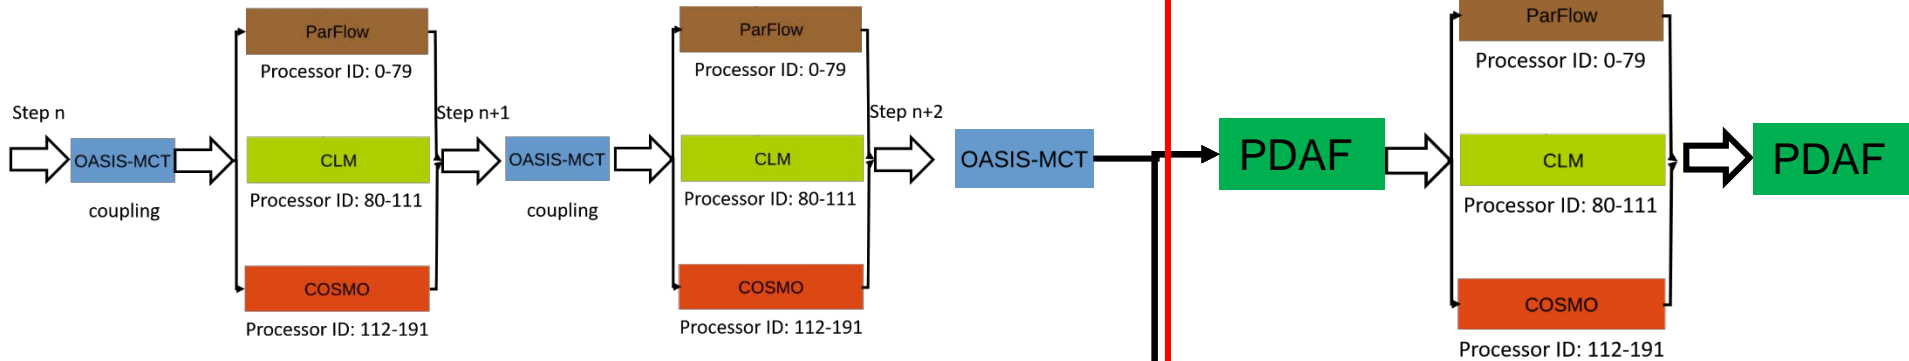 Step n
OASIS-MCT
coupling
ParFlow
Processor ID: 0-79
CLM
Processor ID: 80-111
COSMO
Processor ID: 112-191
Step n+1
OASIS-MCT
coupling
ParFlow
Processor ID: 0-79
CLM
Processor ID: 80-111
COSMO
Processor ID: 112-191
Step n+2
OASIS-MCT
PDAF
ParFlow
Processor ID: 0-79
CLM
Processor ID: 80-111
COSMO
Processor ID: 112-191
PDAF